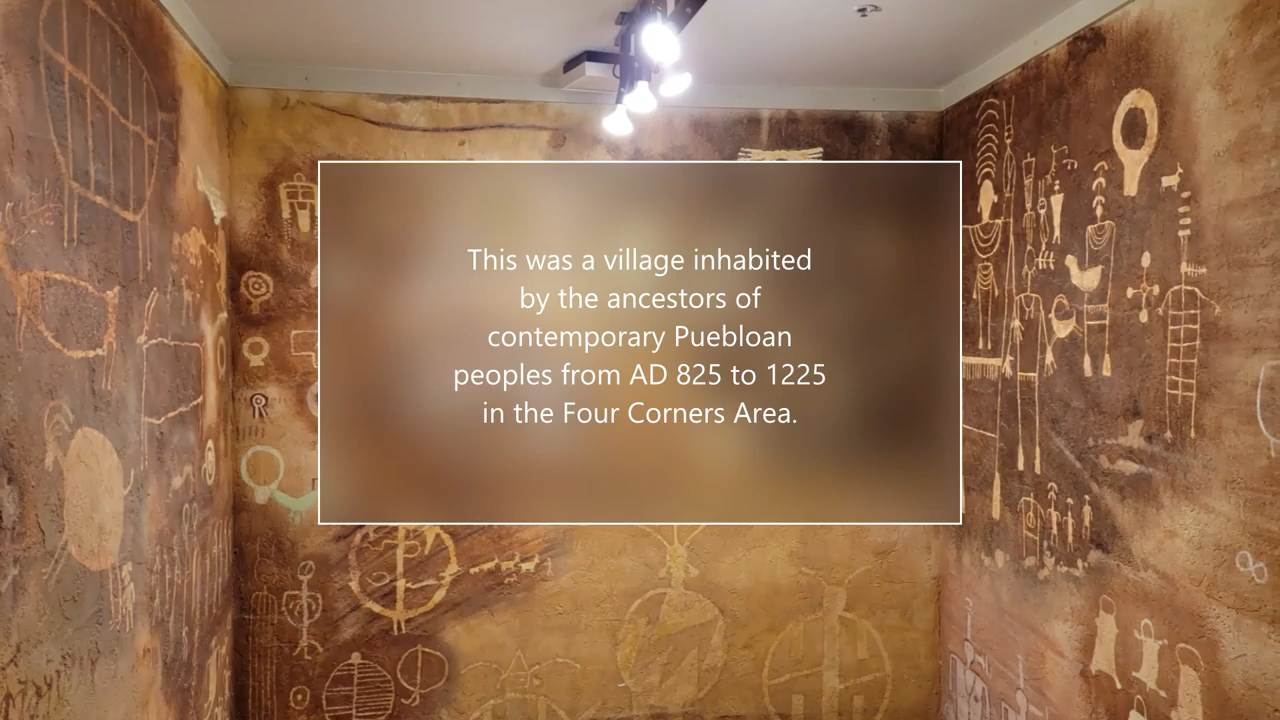 This was a village inhabited
by the ancestors of
contemporary Puebloan
peoples from AD 825 to 1225
in the Four Corners Area.